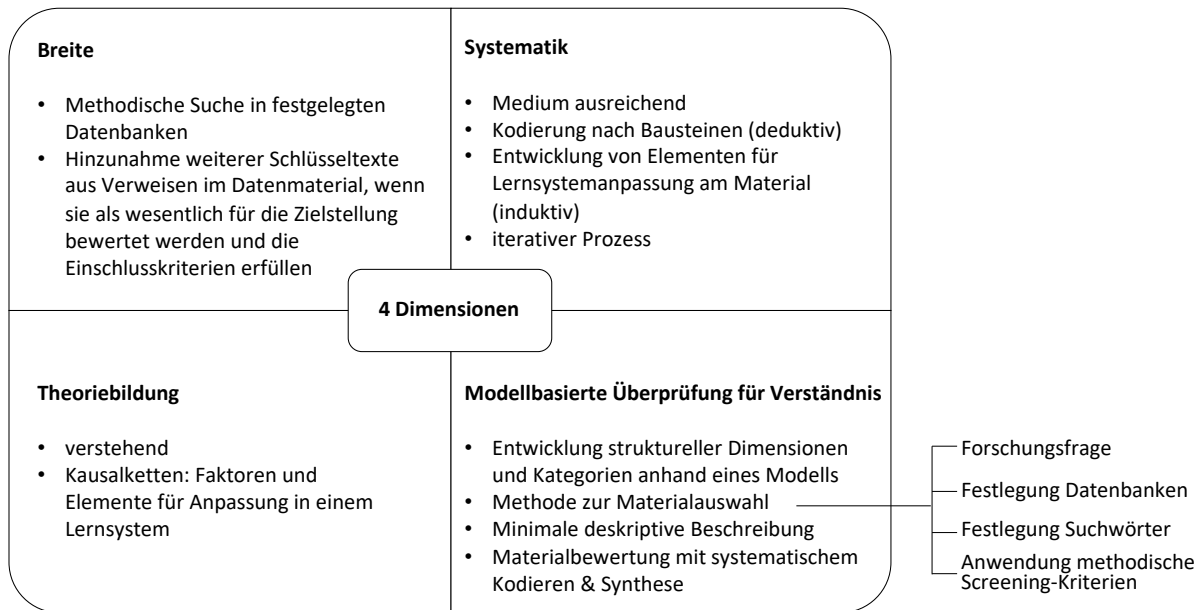 Breite
• Methodische Suche in festgelegten
Datenbanken
• Hinzunahme weiterer Schlüsseltexte
aus Verweisen im Datenmaterial, wenn
sie als wesentlich für die Zielstellung
bewertet werden und die
Einschlusskriterien erfüllen
Systematik
• Medium ausreichend
• Kodierung nach Bausteinen (deduktiv)
• Entwicklung von Elementen für
Lernsystemanpassung am Material
(induktiv)
• iterativer Prozess
4 Dimensionen
Theoriebildung
• verstehend
• Kausalketten: Faktoren und
Elemente für Anpassung in einem
Lernsystem
Modellbasierte Überprüfung für Verständnis
• Entwicklung struktureller Dimensionen
und Kategorien anhand eines Modells
• Methode zur Materialauswahl
• Minimale deskriptive Beschreibung
• Materialbewertung mit systematischem
Kodieren & Synthese
Forschungsfrage
Festlegung Datenbanken
Festlegung Suchwörter
Anwendung methodische
Screening-Kriterien